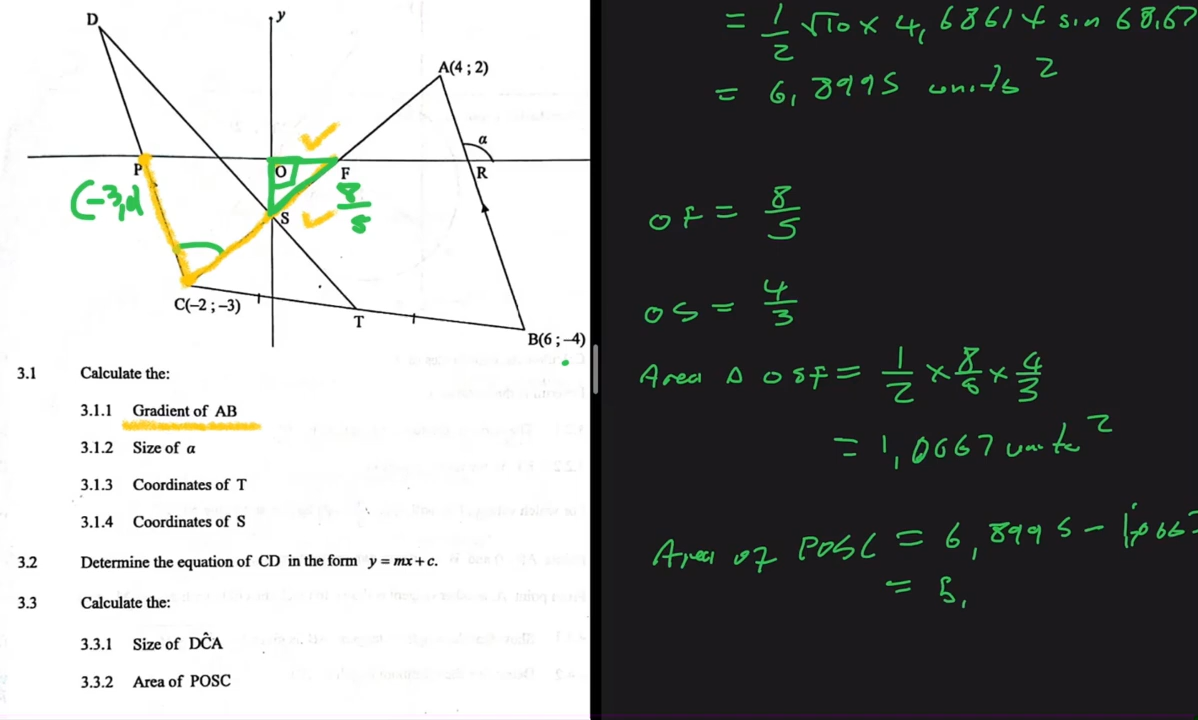 D
y
A(4 ; 2)
α
P
O
F
R
(-3,0)
8/5
S
C(–2 ; –3)
T
B(6 ; –4)
3.1 Calculate the:
3.1.1 Gradient of AB
3.1.2 Size of α
3.1.3 Coordinates of T
3.1.4 Coordinates of S
3.2 Determine the equation of CD in the form y = mx + c.
3.3 Calculate the:
3.3.1 Size of DĈA
3.3.2 Area of POSC
= 1/2 √10 × 4,6861 × sin 68,67
= 6,8995 units²
OF = 8/5
OS = 4/3
Area Δ OSF = 1/2 × 8/5 × 4/3
= 1,0667 units²
Area of POSC = 6,8995 – 1,0667
= 5,